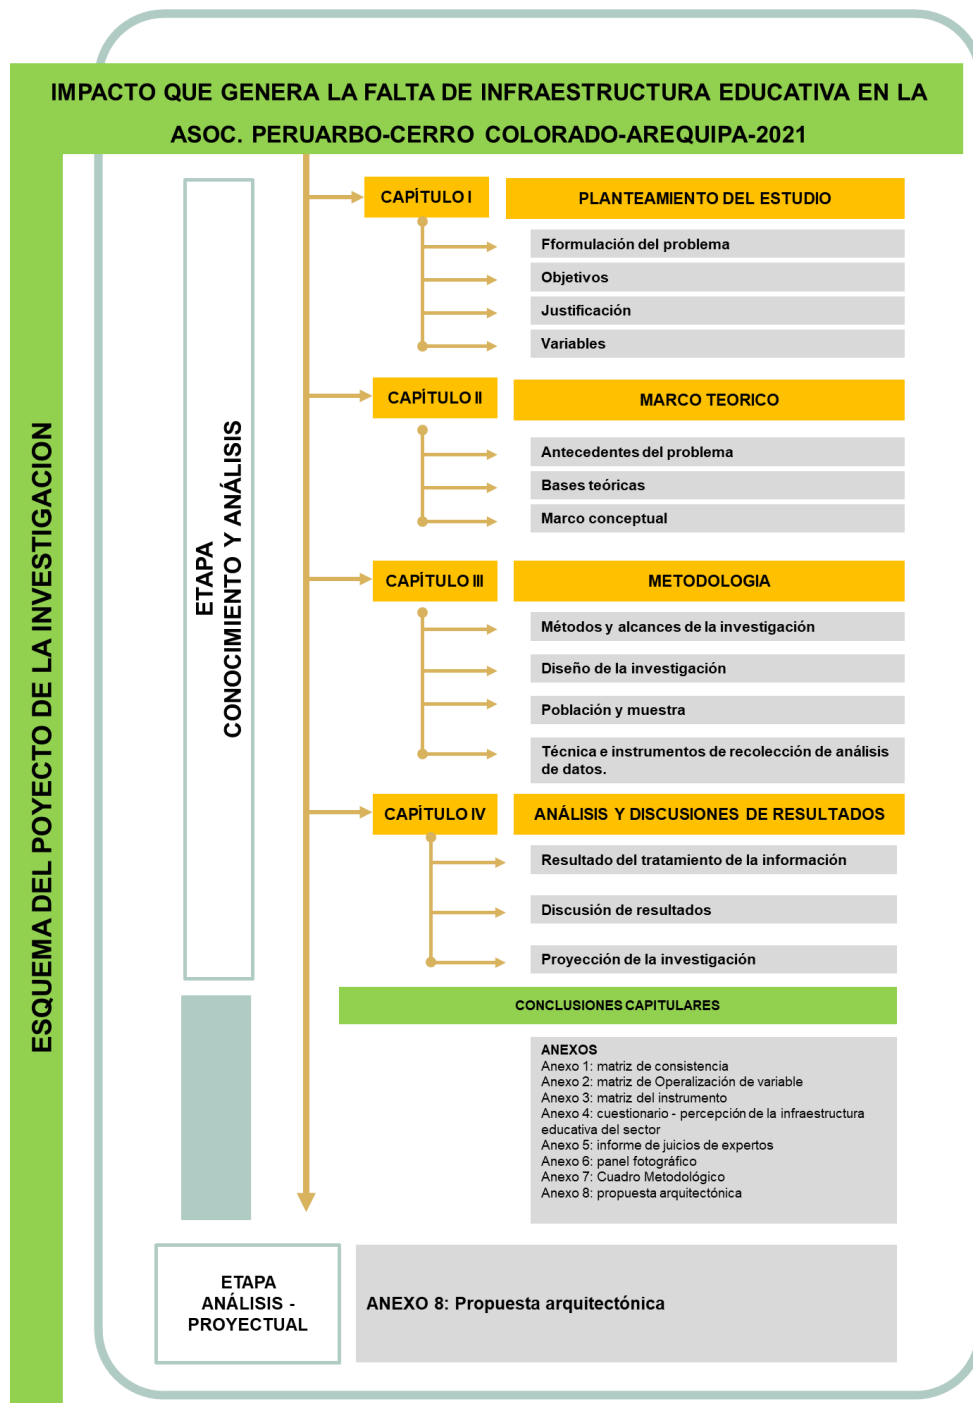 IMPACTO QUE GENERA LA FALTA DE INFRAESTRUCTURA EDUCATIVA EN LA
ASOC. PERUARBO-CERRO COLORADO-AREQUIPA-2021
ESQUEMA DEL POYECTO DE LA INVESTIGACION
ETAPA
CONOCIMIENTO Y ANÁLISIS
CAPÍTULO I
PLANTEAMIENTO DEL ESTUDIO
Fformulación del problema
Objetivos
Justificación
Variables
CAPÍTULO II
MARCO TEORICO
Antecedentes del problema
Bases teóricas
Marco conceptual
CAPÍTULO III
METODOLOGIA
Métodos y alcances de la investigación
Diseño de la investigación
Población y muestra
Técnica e instrumentos de recolección de análisis
de datos.
CAPÍTULO IV
ANÁLISIS Y DISCUSIONES DE RESULTADOS
Resultado del tratamiento de la información
Discusión de resultados
Proyección de la investigación
CONCLUSIONES CAPITULARES
ANEXOS
Anexo 1: matriz de consistencia
Anexo 2: matriz de Operalización de variable
Anexo 3: matriz del instrumento
Anexo 4: cuestionario - percepción de la infraestructura
educativa del sector
Anexo 5: informe de juicios de expertos
Anexo 6: panel fotográfico
Anexo 7: Cuadro Metodológico
Anexo 8: propuesta arquitectónica
ETAPA
ANÁLISIS -
PROYECTUAL
ANEXO 8: Propuesta arquitectónica